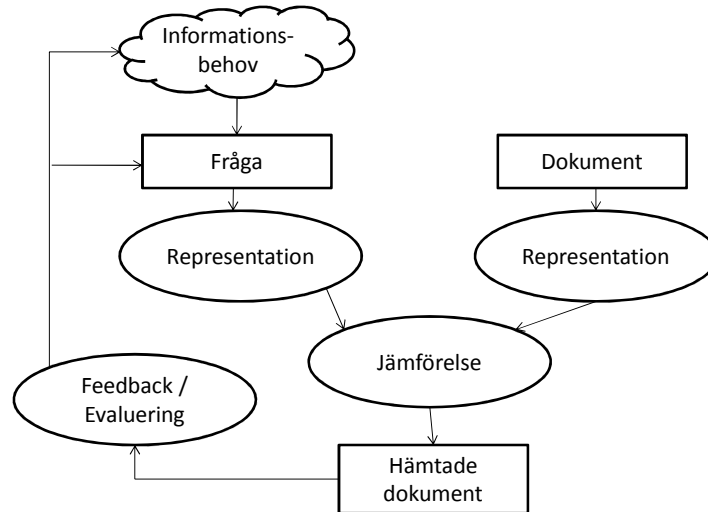 Informations-
behov
Fråga
Dokument
Representation
Representation
Jämförelse
Feedback /
Evaluering
Hämtade
dokument